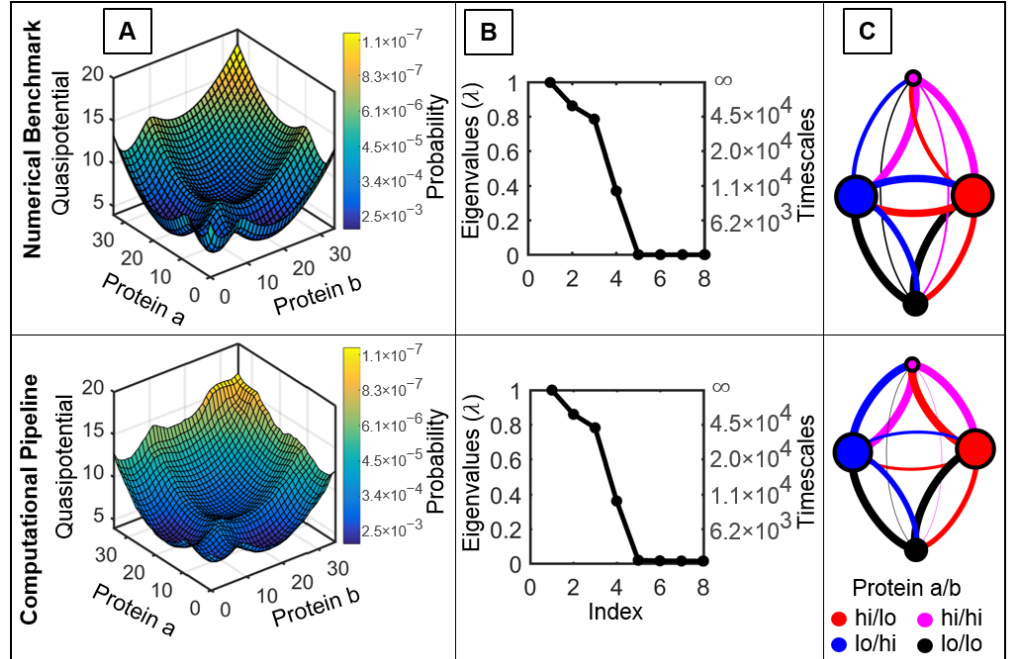 Numerical Benchmark
A
Quasipotential
20
15
10
5
30
20
10
0
Protein a
0
10
20
30
Protein b
1.1×10−7
8.3×10−7
6.1×10−6
4.5×10−5
3.4×10−4
2.5×10−3
Probability
B
Eigenvalues (λ)
1
0.8
0.6
0.4
0.2
0
0
2
4
6
8
∞
4.5×10⁴
2.0×10⁴
1.1×10⁴
6.2×10³
Timescales
C
Computational Pipeline
Quasipotential
20
15
10
5
30
20
10
0
Protein a
0
10
20
30
Protein b
1.1×10−7
8.3×10−7
6.1×10−6
4.5×10−5
3.4×10−4
2.5×10−3
Probability
Eigenvalues (λ)
1
0.8
0.6
0.4
0.2
0
0
2
4
6
8
Index
∞
4.5×10⁴
2.0×10⁴
1.1×10⁴
6.2×10³
Timescales
Protein a/b
hi/lo
hi/hi
lo/hi
lo/lo